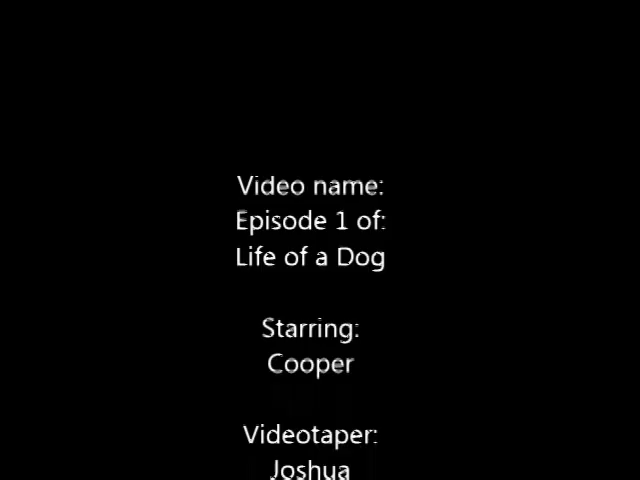 Video name:
Episode 1 of:
Life of a Dog
Starring:
Cooper
Videotaper:
Joshua